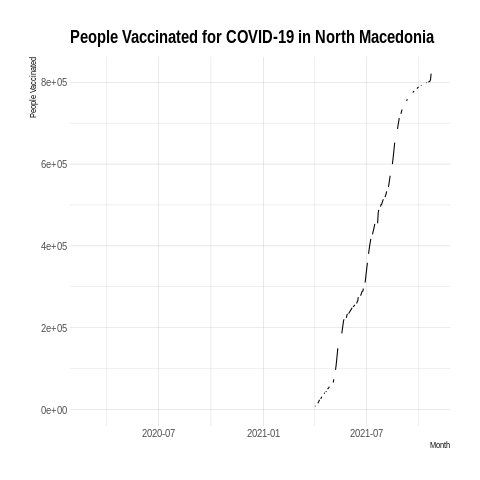 People Vaccinated for COVID-19 in North Macedonia
People Vaccinated
8e+05
6e+05
4e+05
2e+05
0e+00
2020-07
2021-01
2021-07
Month